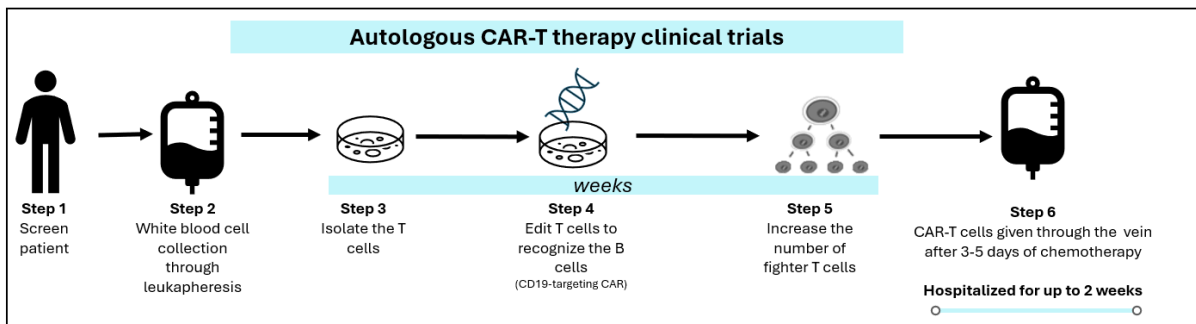 Autologous CAR-T therapy clinical trials
weeks
Step 1
Screen
patient
Step 2
White blood cell
collection
through
leukapheresis
Step 3
Isolate the T
cells
Step 4
Edit T cells to
recognize the B
cells
(CD19-targeting CAR)
Step 5
Increase the
number of
fighter T cells
Step 6
CAR-T cells given through the vein
after 3-5 days of chemotherapy
Hospitalized for up to 2 weeks